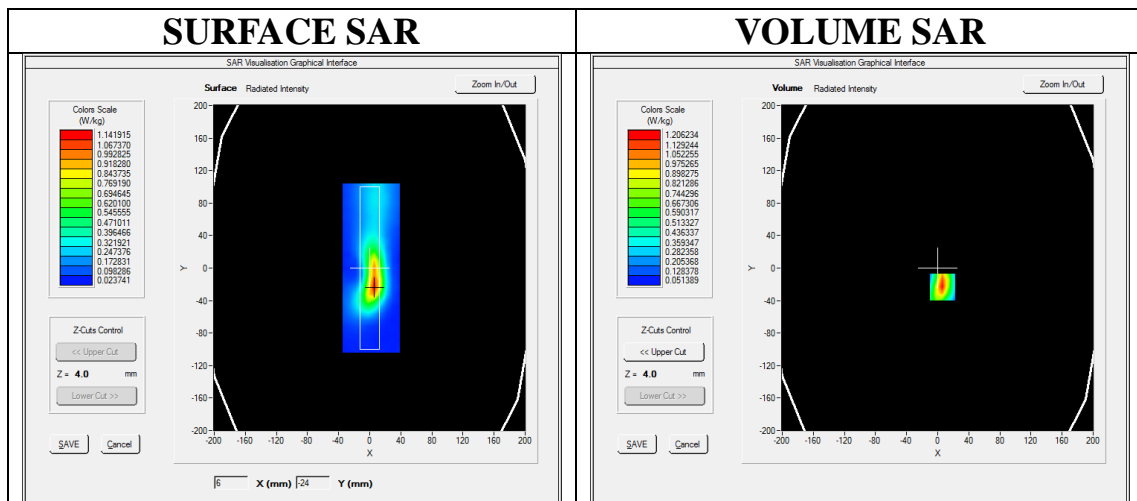 SURFACE SAR
SAR Visualisation Graphical Interface
Surface Radiated Intensity
Zoom In/Out
Colors Scale
(W/kg)
1.141915
1.067370
0.992825
0.918280
0.843735
0.769190
0.694645
0.620100
0.545555
0.471011
0.396466
0.321921
0.247376
0.172831
0.098286
0.023741
Z-Cuts Control
<< Upper Cut
Z = 4.0 mm
Lower Cut >>
SAVE Cancel
200
160
120
80
40
0
-40
-80
-120
-160
-200
Y
-200 -160 -120 -80 -40 0 40 80 120 160 200
X
6 X (mm) -24 Y (mm)
VOLUME SAR
SAR Visualisation Graphical Interface
Volume Radiated Intensity
Zoom In/Out
Colors Scale
(W/kg)
1.206234
1.129244
1.052255
0.975265
0.898275
0.821286
0.744296
0.667306
0.590317
0.513327
0.436337
0.359347
0.282358
0.205368
0.128378
0.051389
Z-Cuts Control
<< Upper Cut
Z = 4.0 mm
Lower Cut >>
SAVE Cancel
200
160
120
80
40
0
-40
-80
-120
-160
-200
Y
-200 -160 -120 -80 -40 0 40 80 120 160 200
X